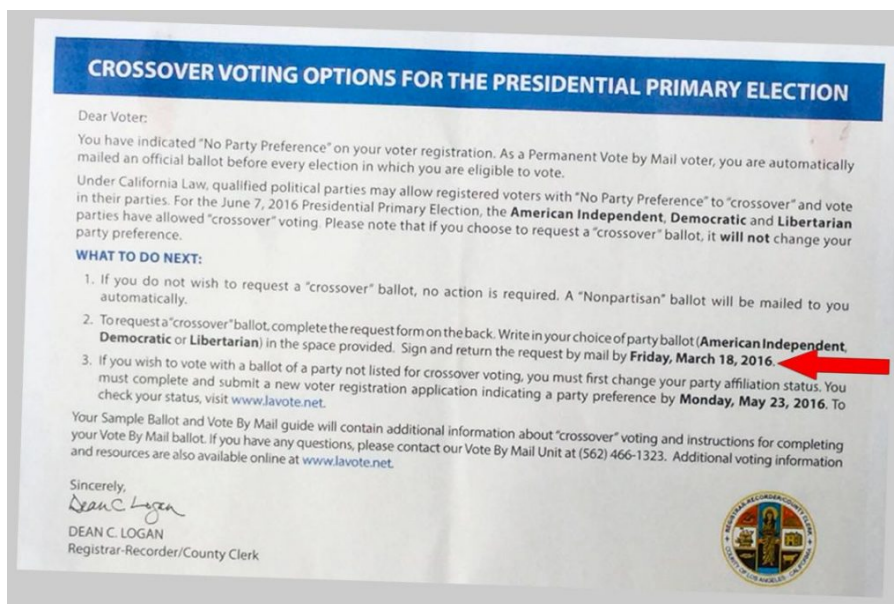 CROSSOVER VOTING OPTIONS FOR THE PRESIDENTIAL PRIMARY ELECTION
Dear Voter:
You have indicated "No Party Preference" on your voter registration. As a Permanent Vote by Mail voter, you are automatically
mailed an official ballot before every election in which you are eligible to vote.
Under California Law, qualified political parties may allow registered voters with "No Party Preference" to "crossover" and vote
in their parties. For the June 7, 2016 Presidential Primary Election, the American Independent, Democratic and Libertarian
parties have allowed "crossover" voting. Please note that if you choose to request a "crossover" ballot, it will not change your
party preference.
WHAT TO DO NEXT:
1. If you do not wish to request a "crossover" ballot, no action is required. A "Nonpartisan" ballot will be mailed to you
automatically.
2. To request a "crossover" ballot, complete the request form on the back. Write in your choice of party ballot (American Independent,
Democratic or Libertarian) in the space provided. Sign and return the request by mail by Friday, March 18, 2016.
3. If you wish to vote with a ballot of a party not listed for crossover voting, you must first change your party affiliation status. You
must complete and submit a new voter registration application indicating a party preference by Monday, May 23, 2016. To
check your status, visit www.lavote.net.
Your Sample Ballot and Vote By Mail guide will contain additional information about "crossover" voting and instructions for completing
your Vote By Mail ballot. If you have any questions, please contact our Vote By Mail Unit at (562) 466-1323. Additional voting information
and resources are also available online at www.lavote.net.
Sincerely,
Dean C. Logan
DEAN C. LOGAN
Registrar-Recorder/County Clerk
REGISTRAR-RECORDER/COUNTY CLERK
COUNTY OF LOS ANGELES CALIFORNIA